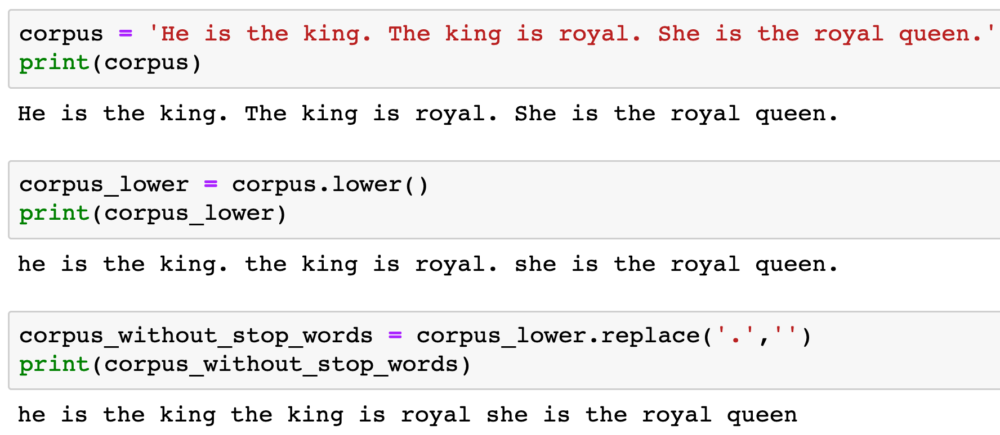 corpus = 'He is the king. The king is royal. She is the royal queen.'
print(corpus)
He is the king. The king is royal. She is the royal queen.
corpus_lower = corpus.lower()
print(corpus_lower)
he is the king. the king is royal. she is the royal queen.
corpus_without_stop_words = corpus_lower.replace('.','')
print(corpus_without_stop_words)
he is the king the king is royal she is the royal queen